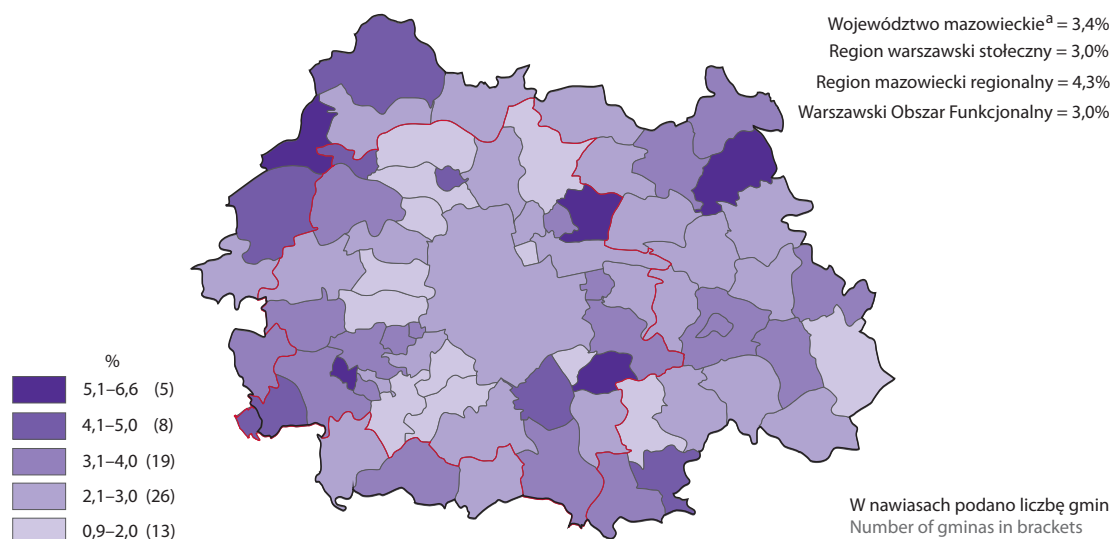 Województwo mazowieckieᵃ = 3,4%
Region warszawski stołeczny = 3,0%
Region mazowiecki regionalny = 4,3%
Warszawski Obszar Funkcjonalny = 3,0%
%
5,1–6,6 (5)
4,1–5,0 (8)
3,1–4,0 (19)
2,1–3,0 (26)
0,9–2,0 (13)
W nawiasach podano liczbę gmin
Number of gminas in brackets